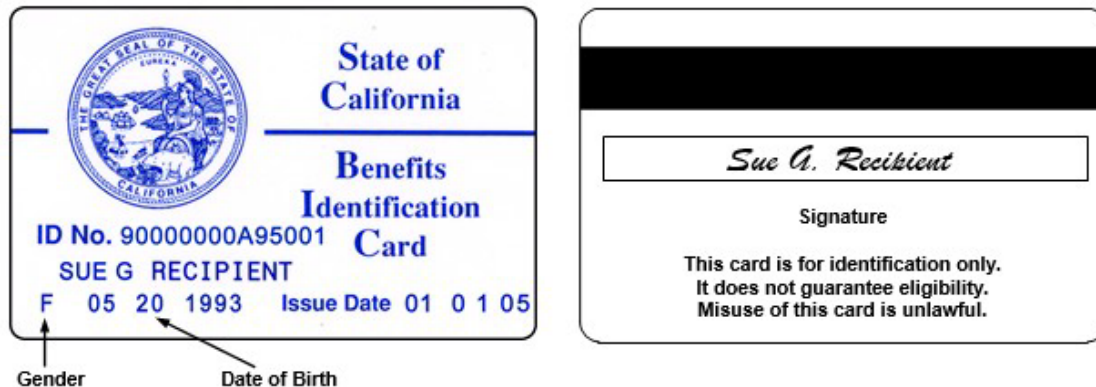 THE GREAT SEAL OF THE STATE OF CALIFORNIA
EUREKA
State of
California
Benefits
Identification
Card
ID No. 90000000A95001
SUE G RECIPIENT
F 05 20 1993 Issue Date 01 0 1 05
Gender Date of Birth
Sue G. Recipient
Signature
This card is for identification only.
It does not guarantee eligibility.
Misuse of this card is unlawful.